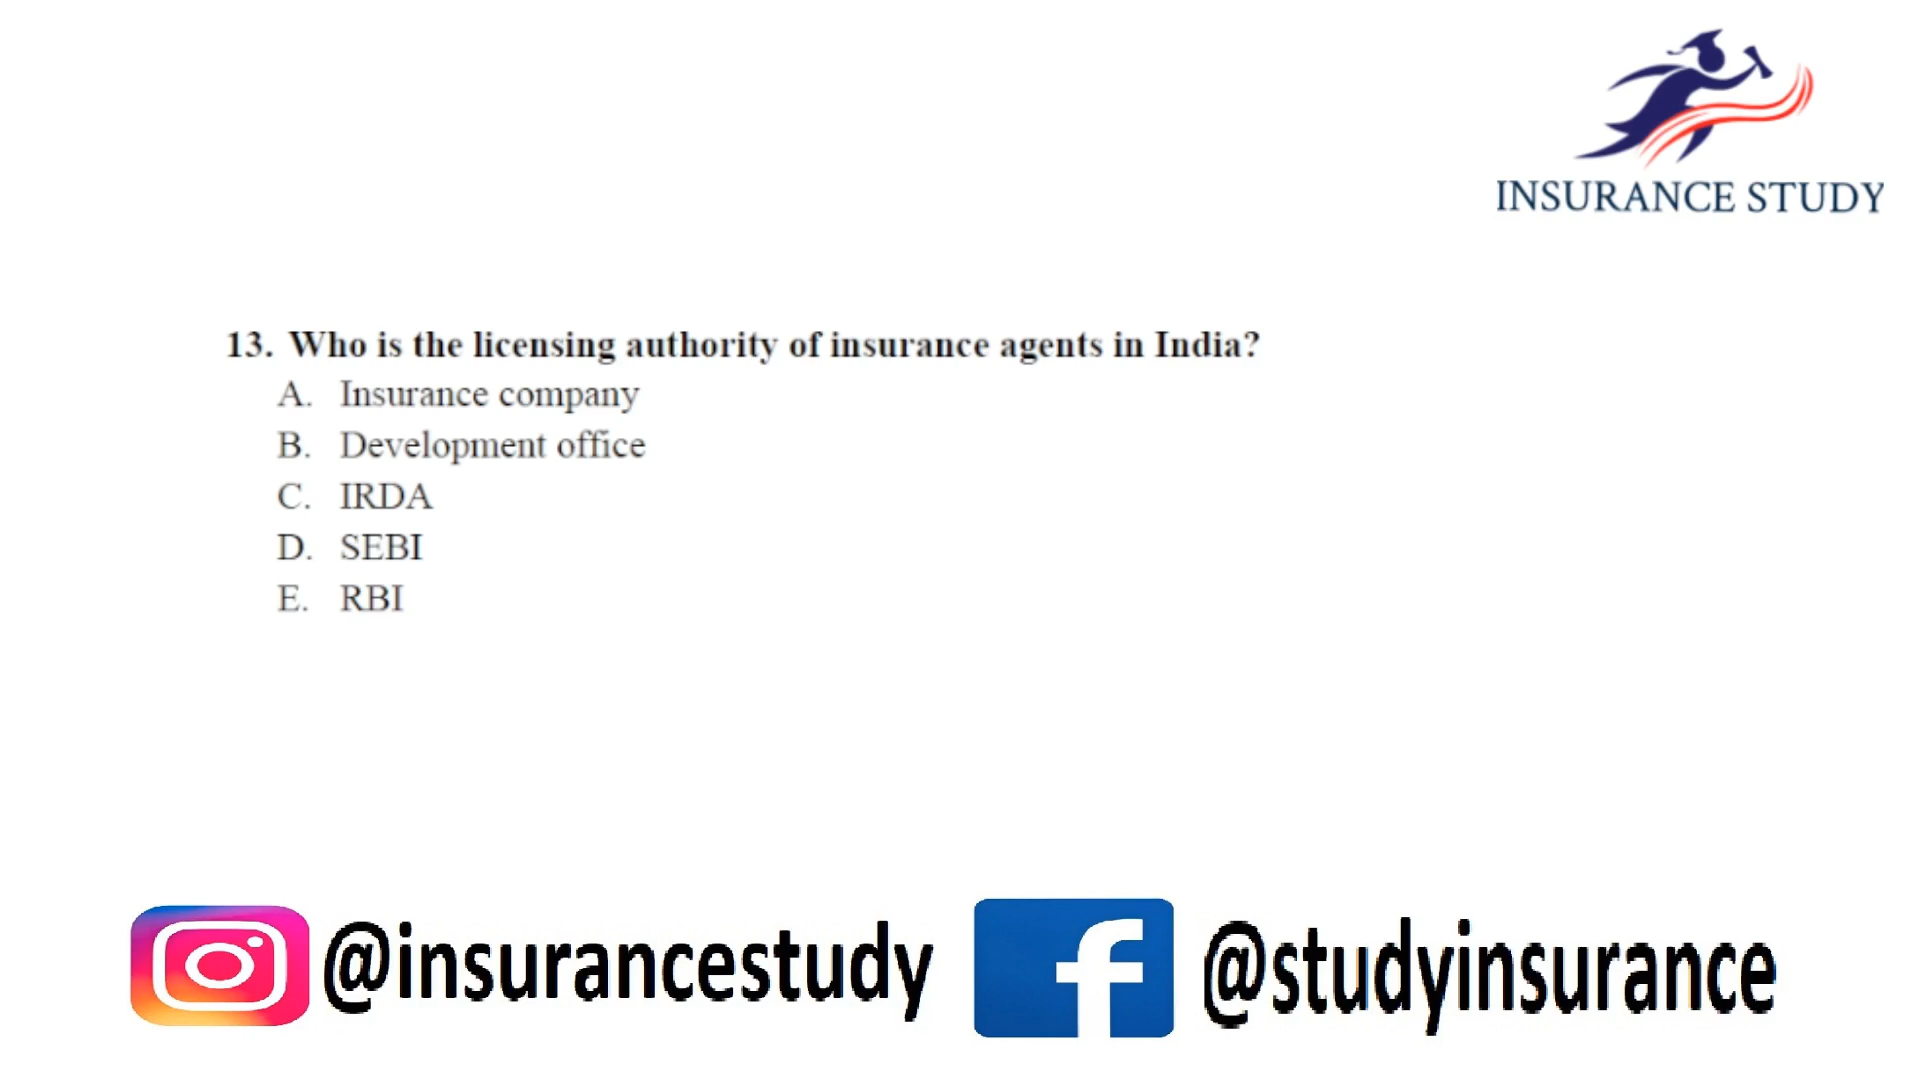 INSURANCE STUDY
13. Who is the licensing authority of insurance agents in India?
A. Insurance company
B. Development office
C. IRDA
D. SEBI
E. RBI
@insurancestudy f @studyinsurance